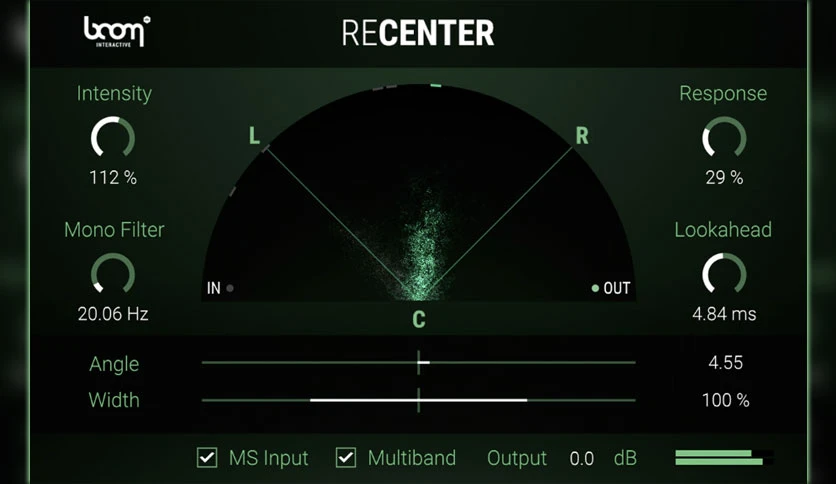 boom
INTERACTIVE
RECENTER
Intensity
112 %
Mono Filter
20.06 Hz
L
R
IN
OUT
C
Response
29 %
Lookahead
4.84 ms
Angle
4.55
Width
100 %
MS Input
Multiband
Output 0.0 dB